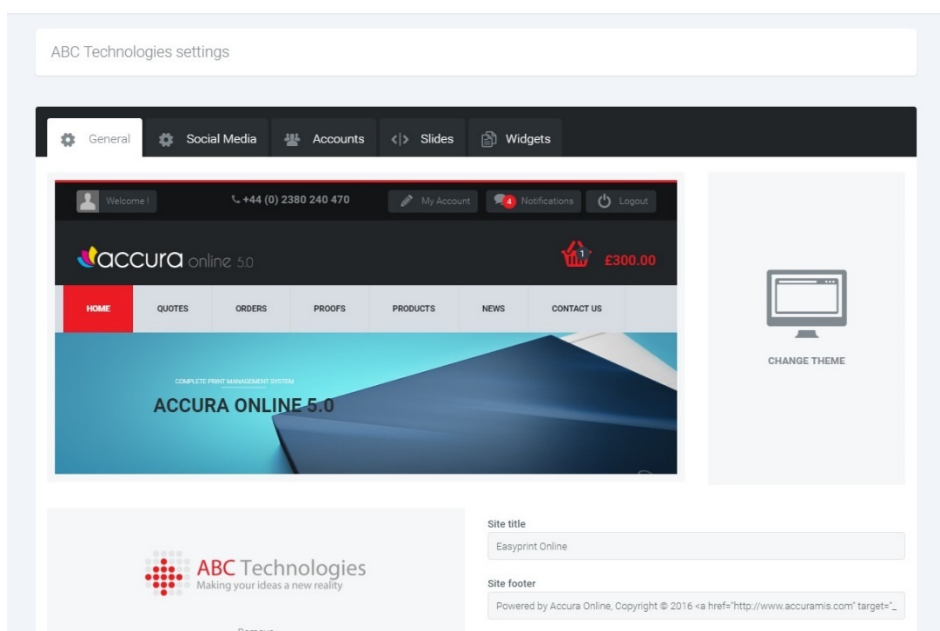 ABC Technologies settings
General Social Media Accounts Slides Widgets
Welcome ! +44 (0) 2380 240 470 My Account 4 Notifications Logout
accura online 5.0 1 £300.00
HOME QUOTES ORDERS PROOFS PRODUCTS NEWS CONTACT US
COMPLETE PRINT MANAGEMENT SYSTEM
ACCURA ONLINE 5.0
CHANGE THEME
ABC Technologies
Making your ideas a new reality
Site title
Easyprint Online
Site footer
Powered by Accura Online, Copyright © 2016 <a href="http://www.accuramis.com" target="_
Remove